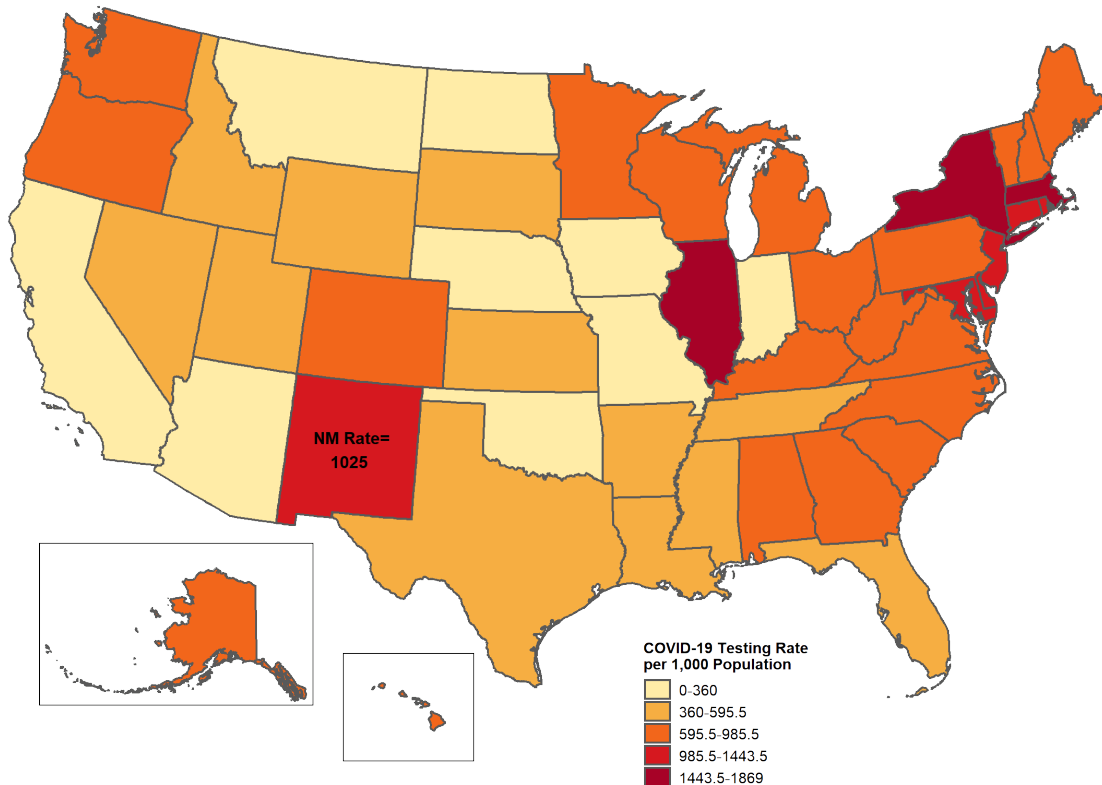 NM Rate=
1025
COVID-19 Testing Rate
per 1,000 Population
0-360
360-595.5
595.5-985.5
985.5-1443.5
1443.5-1869